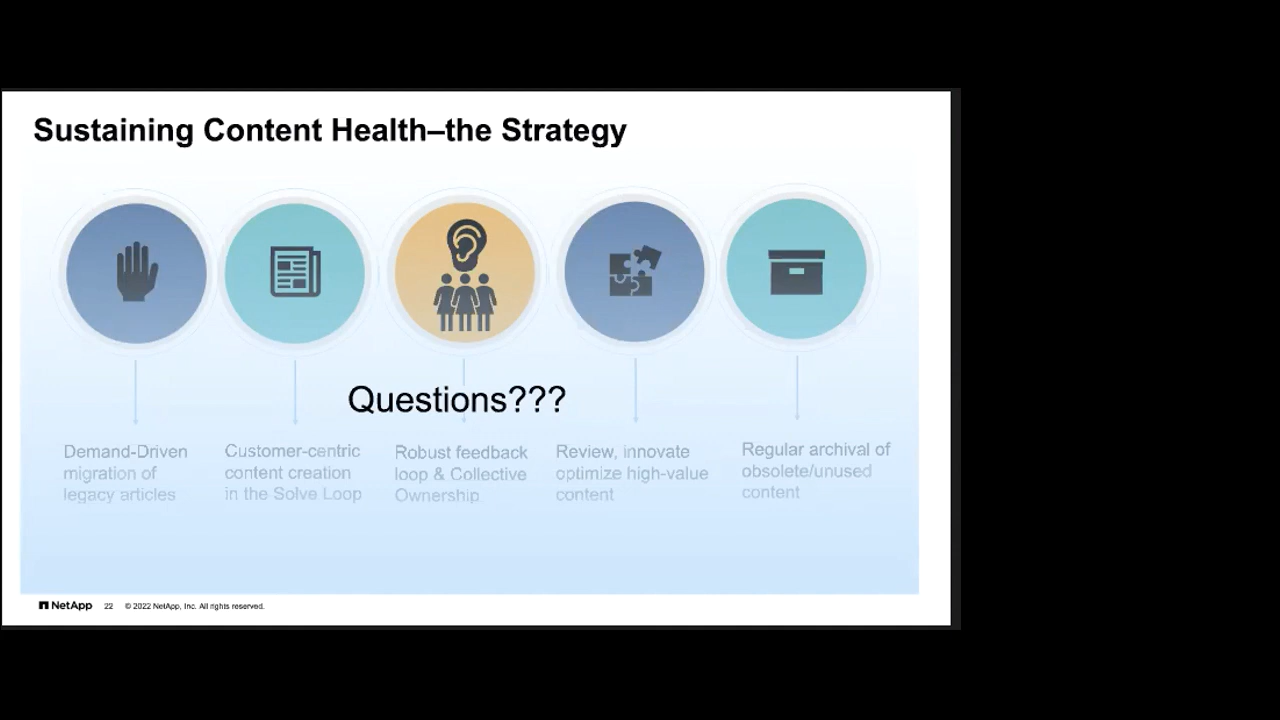 Sustaining Content Health–the Strategy
Questions???
Demand-Driven
migration of
legacy articles
Customer-centric
content creation
in the Solve Loop
Robust feedback
loop & Collective
Ownership
Review, innovate
optimize high-value
content
Regular archival of
obsolete/unused
content
NetApp 22 © 2022 NetApp, Inc. All rights reserved.